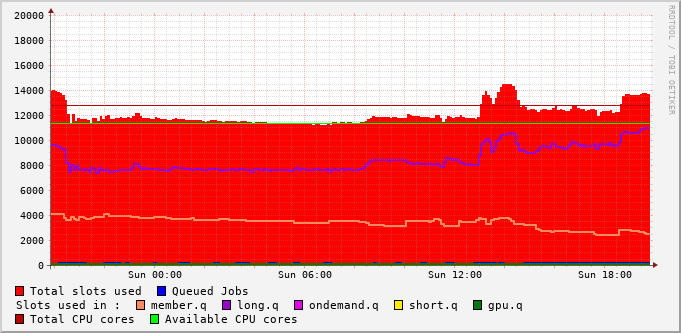 20000
18000
16000
14000
12000
10000
8000
6000
4000
2000
0
Sun 00:00 Sun 06:00 Sun 12:00 Sun 18:00
Total slots used Queued Jobs
Slots used in : member.q long.q ondemand.q short.q gpu.q
Total CPU cores Available CPU cores
RRDTOOL / TOBI OETIKER